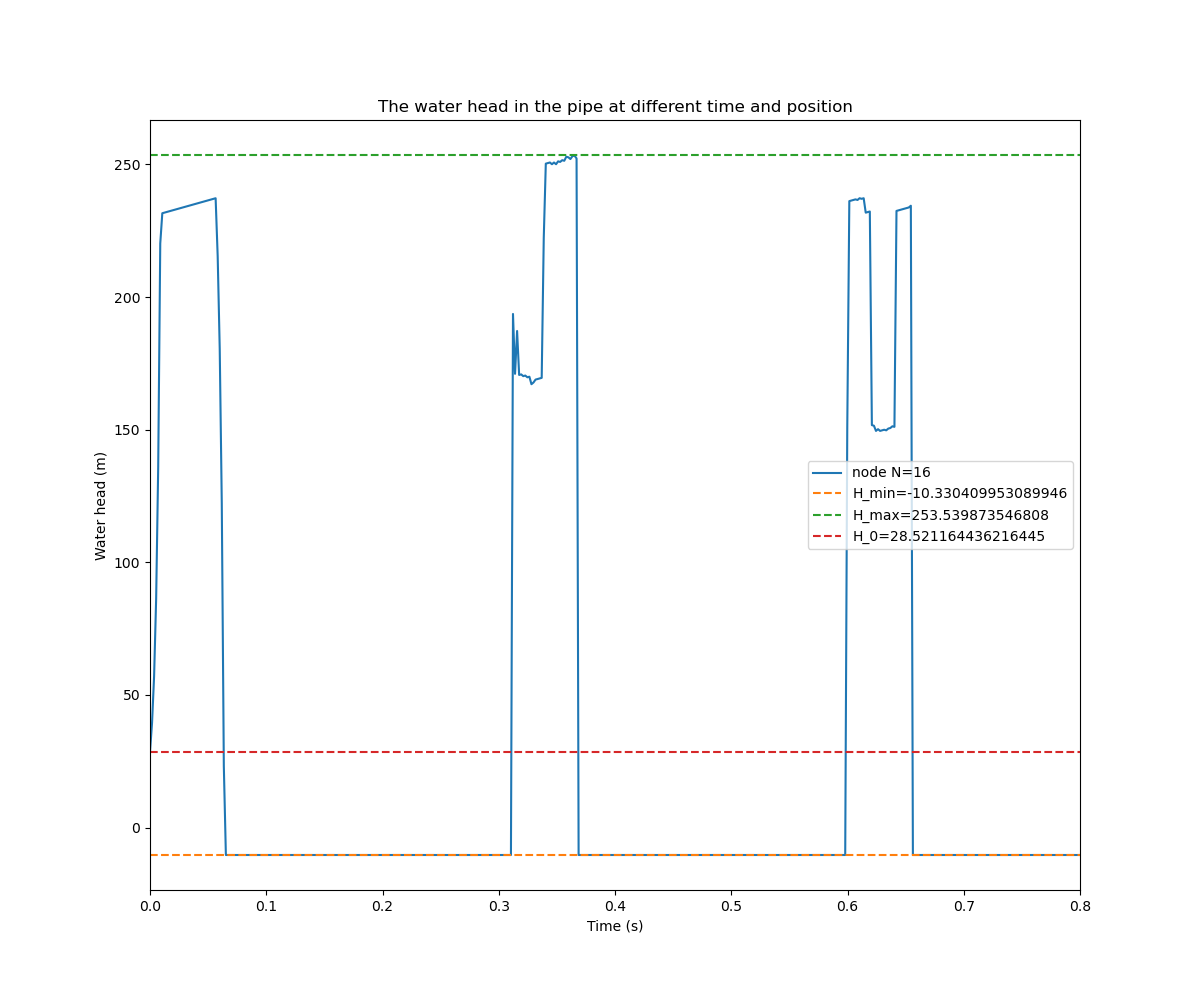 The water head in the pipe at different time and position
250
200
150
100
50
0
Water head (m)
node N=16
H_min=-10.330409953089946
H_max=253.539873546808
H_0=28.521164436216445
0.0 0.1 0.2 0.3 0.4 0.5 0.6 0.7 0.8
Time (s)